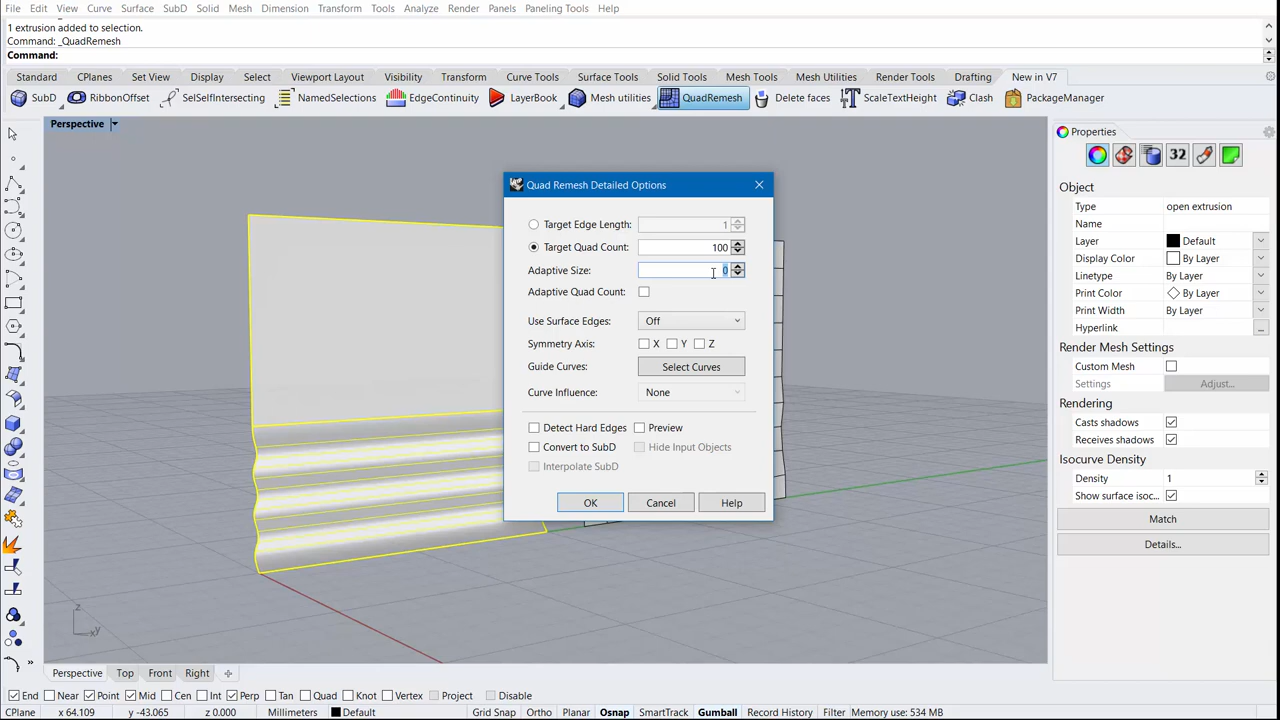 File Edit View Curve Surface SubD Solid Mesh Dimension Transform Tools Analyze Render Panels Paneling Tools Help
1 extrusion added to selection.
Command: _QuadRemesh
Command:
Standard CPlanes Set View Display Select Viewport Layout Visibility Transform Curve Tools Surface Tools Solid Tools Mesh Tools Mesh Utilities Render Tools Drafting New in V7
SubD RibbonOffset SelSelfIntersecting NamedSelections EdgeContinuity LayerBook Mesh utilities QuadRemesh Delete faces ScaleTextHeight Clash PackageManager
Perspective
Quad Remesh Detailed Options
Target Edge Length: 1
Target Quad Count: 100
Adaptive Size: 0
Adaptive Quad Count:
Use Surface Edges: Off
Symmetry Axis: X Y Z
Guide Curves: Select Curves
Curve Influence: None
Detect Hard Edges Preview
Convert to SubD Hide Input Objects
Interpolate SubD
OK Cancel Help
Properties
32
Object
Type open extrusion
Name
Layer Default
Display Color By Layer
Linetype By Layer
Print Color By Layer
Print Width By Layer
Hyperlink ...
Render Mesh Settings
Custom Mesh
Settings Adjust...
Rendering
Casts shadows
Receives shadows
Isocurve Density
Density 1
Show surface isoc...
Match
Details...
z
x y
Perspective Top Front Right
End Near Point Mid Cen Int Perp Tan Quad Knot Vertex Project Disable
CPlane x 64.109 y -43.065 z 0.000 Millimeters Default Grid Snap Ortho Planar Osnap SmartTrack Gumball Record History Filter Memory use: 534 MB